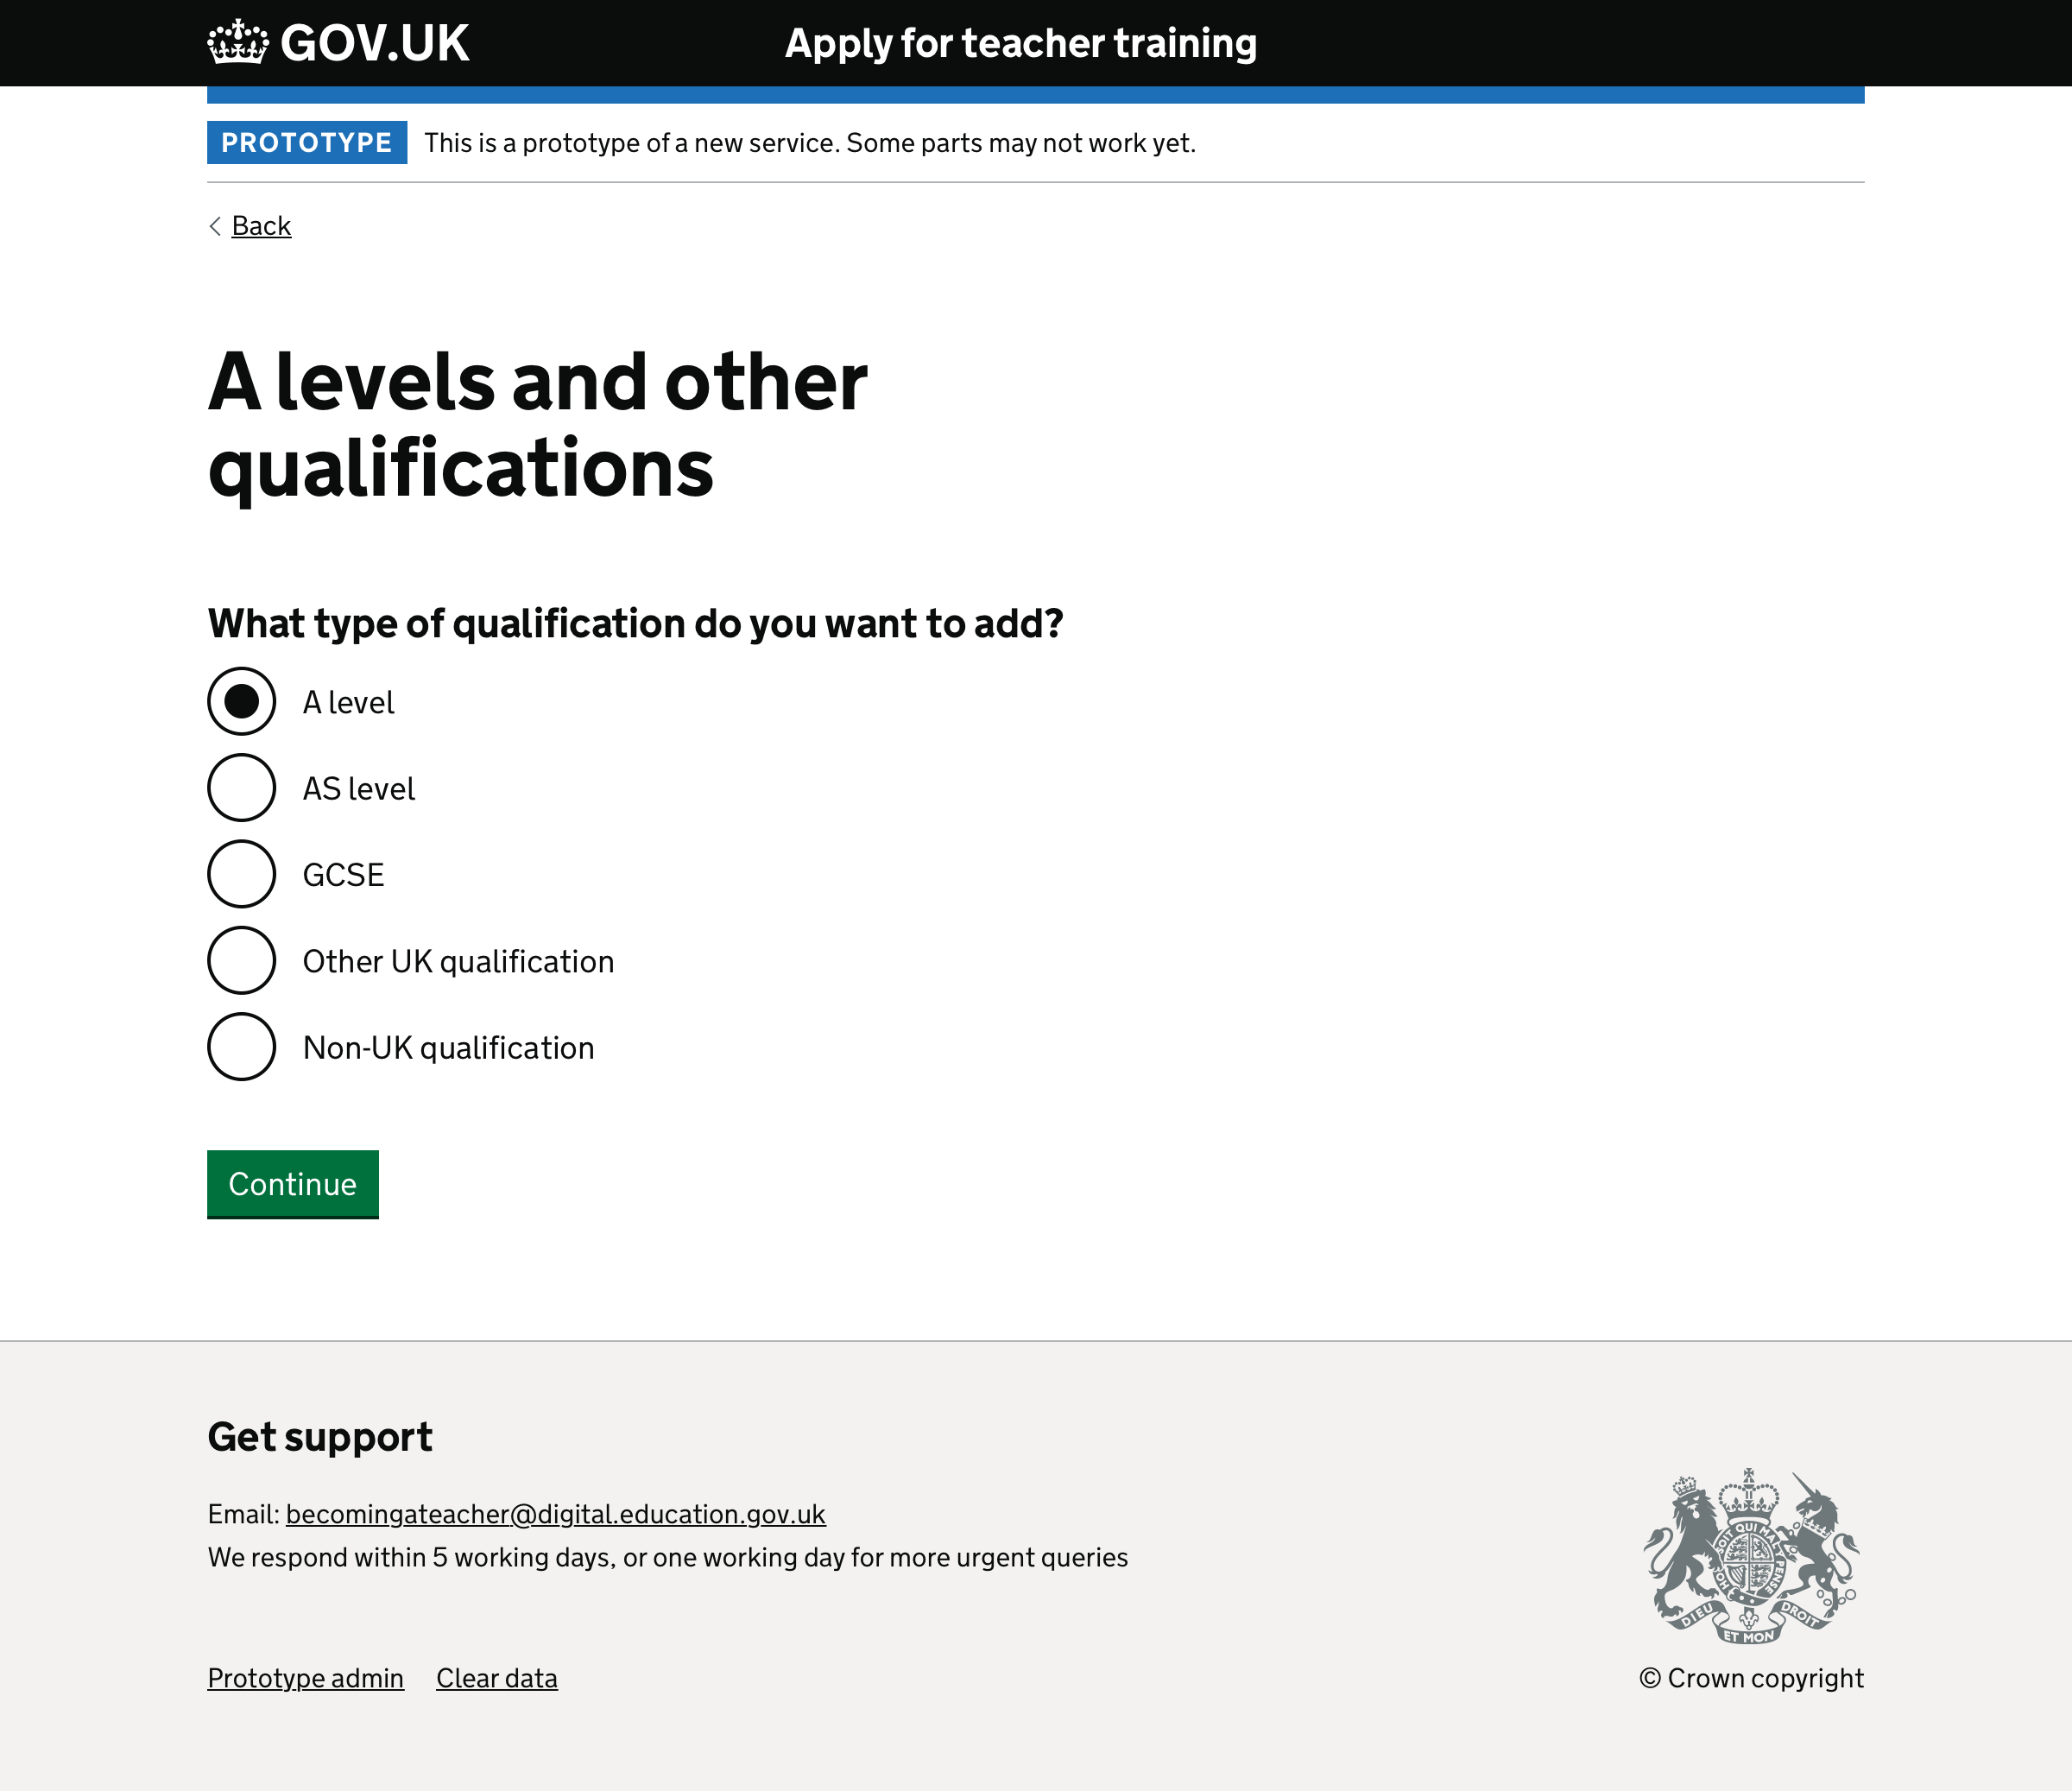 GOV.UK
Apply for teacher training
PROTOTYPE This is a prototype of a new service. Some parts may not work yet.
Back
A levels and other
qualifications
What type of qualification do you want to add?
A level
AS level
GCSE
Other UK qualification
Non-UK qualification
Continue
Get support
Email: becomingateacher@digital.education.gov.uk
We respond within 5 working days, or one working day for more urgent queries
SOIT QUI MAL Y PENSE
DIEU ET MON DROIT
Prototype admin Clear data
© Crown copyright